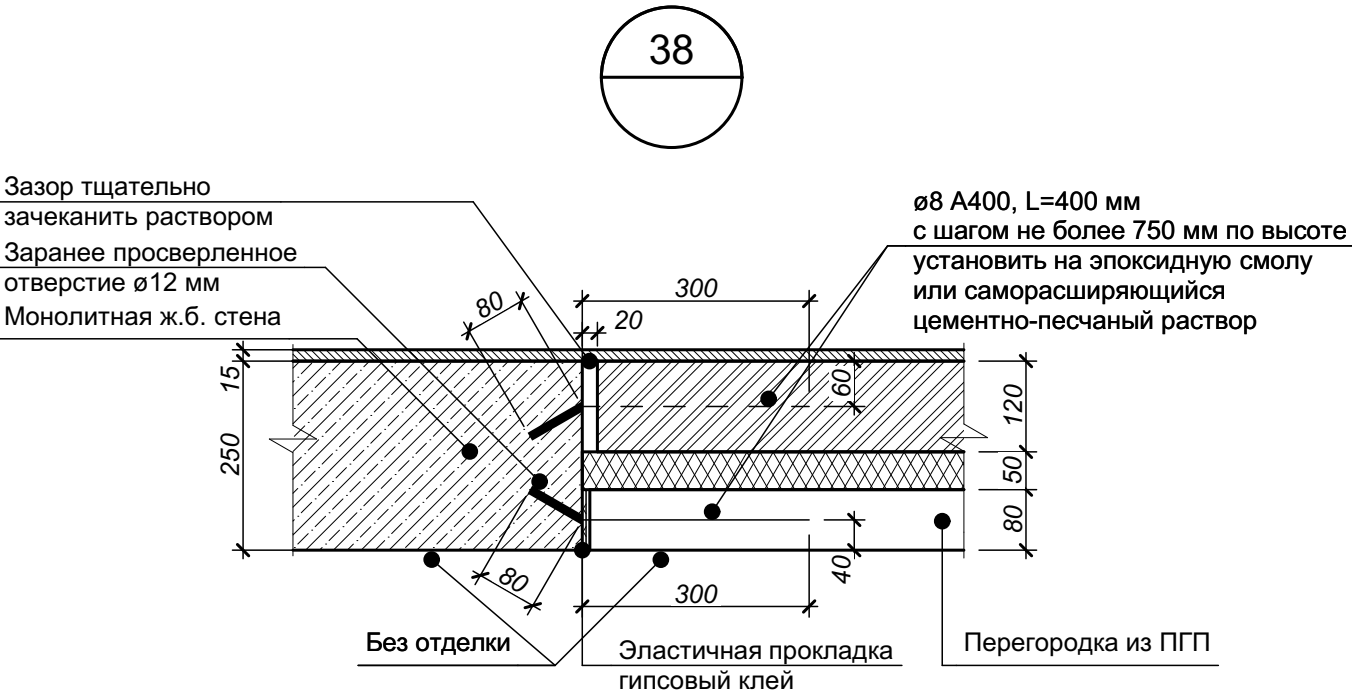 38
Зазор тщательно
зачеканить раствором
Заранее просверленное
отверстие ø12 мм
Монолитная ж.б. стена
ø8 А400, L=400 мм
с шагом не более 750 мм по высоте
установить на эпоксидную смолу
или саморасширяющийся
цементно-песчаный раствор
80
300
20
15
60
120
250
50
80
40
80
300
Без отделки
Эластичная прокладка
гипсовый клей
Перегородка из ПГП